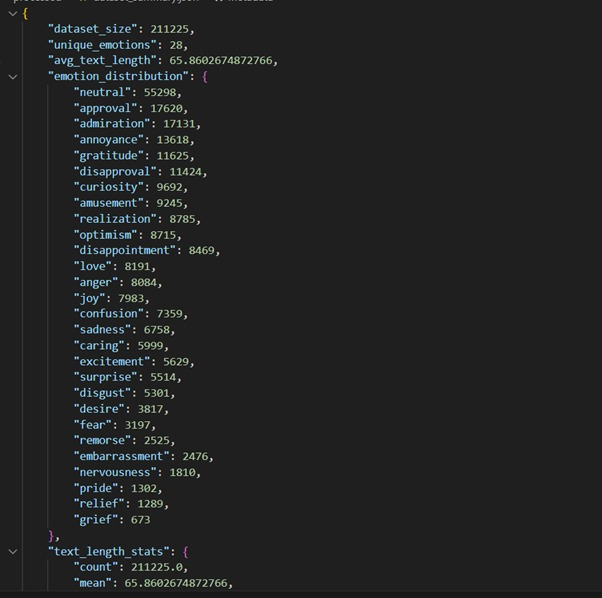 {
"dataset_size": 211225,
"unique_emotions": 28,
"avg_text_length": 65.8602674872766,
"emotion_distribution": {
"neutral": 55298,
"approval": 17620,
"admiration": 17131,
"annoyance": 13618,
"gratitude": 11625,
"disapproval": 11424,
"curiosity": 9692,
"amusement": 9245,
"realization": 8785,
"optimism": 8715,
"disappointment": 8469,
"love": 8191,
"anger": 8084,
"joy": 7983,
"confusion": 7359,
"sadness": 6758,
"caring": 5999,
"excitement": 5629,
"surprise": 5514,
"disgust": 5301,
"desire": 3817,
"fear": 3197,
"remorse": 2525,
"embarrassment": 2476,
"nervousness": 1810,
"pride": 1302,
"relief": 1289,
"grief": 673
},
"text_length_stats": {
"count": 211225.0,
"mean": 65.8602674872766,